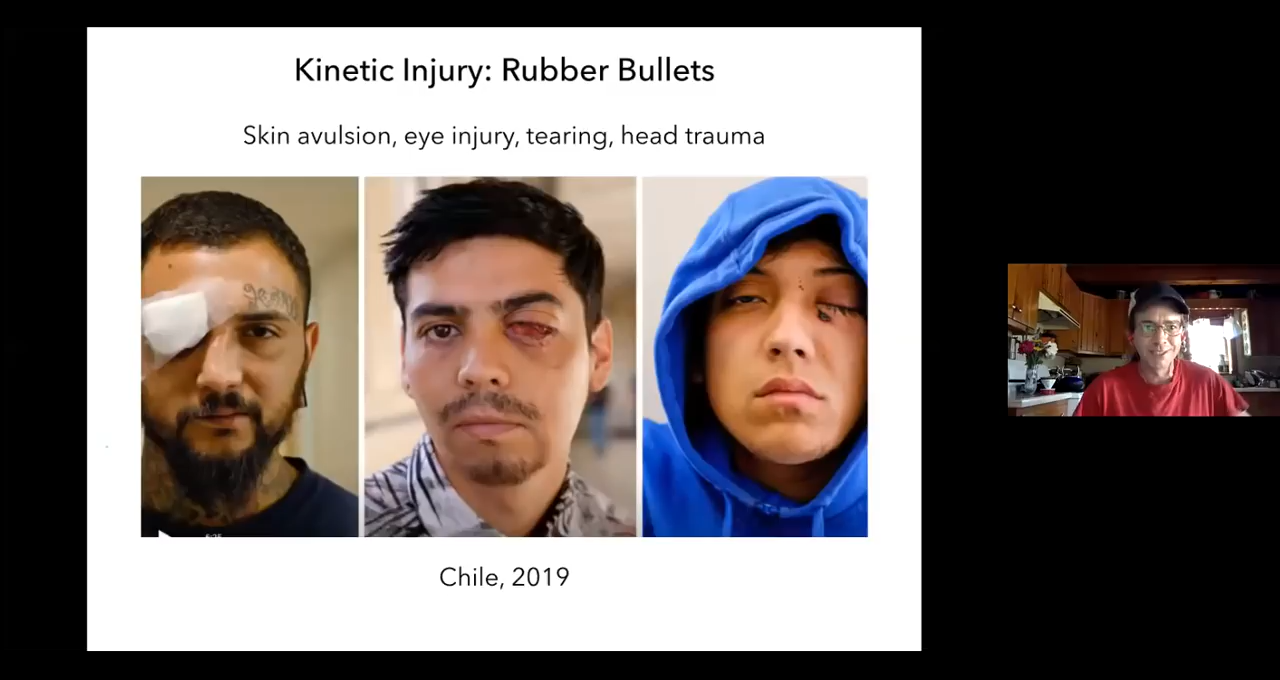 Kinetic Injury: Rubber Bullets
Skin avulsion, eye injury, tearing, head trauma
Chile, 2019